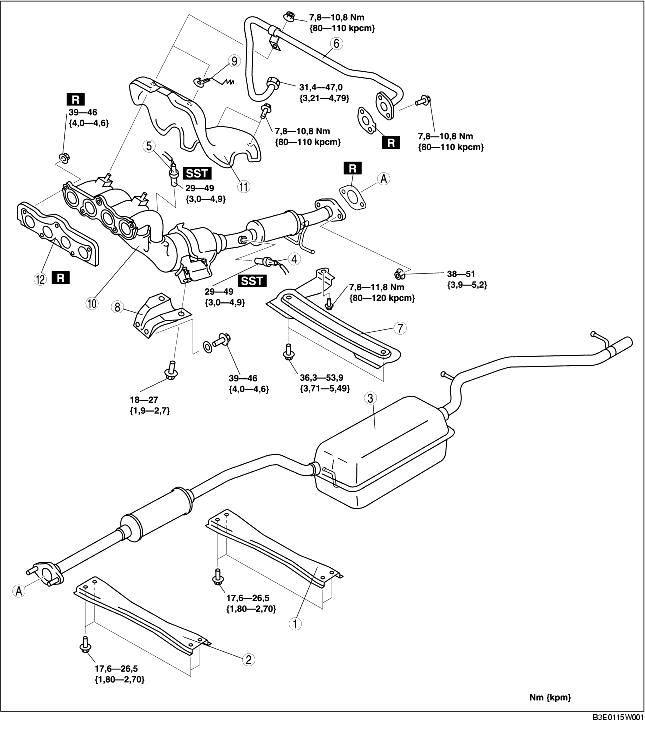 7,8—10,8 Nm
{80—110 kpcm}
6
9
31,4—47,0
{3,21—4,79}
R
39—46
{4,0—4,6}
7,8—10,8 Nm
{80—110 kpcm}
R
7,8—10,8 Nm
{80—110 kpcm}
5
SST
29—49
{3,0—4,9}
11
R
A
12
R
10
4
SST
29—49
{3,0—4,9}
38—51
{3,9—5,2}
7,8—11,8 Nm
{80—120 kpcm}
8
7
39—46
{4,0—4,6}
36,3—53,9
{3,71—5,49}
18—27
{1,9—2,7}
3
A
17,6—26,5
{1,80—2,70}
1
2
17,6—26,5
{1,80—2,70}
Nm {kpm}
B3E0115W001